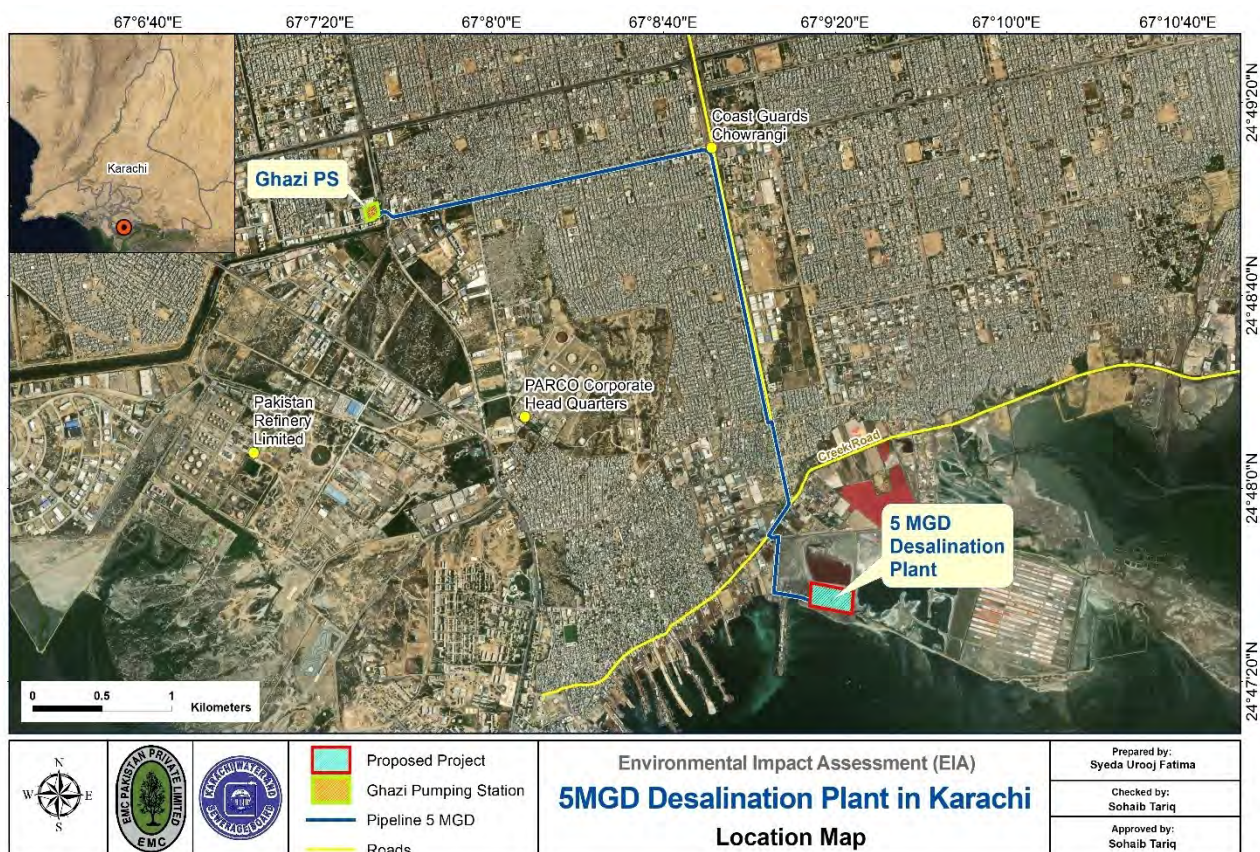 67°6'40"E
67°7'20"E
67°8'0"E
67°8'40"E
67°9'20"E
67°10'0"E
67°10'40"E
24°49'20"N
24°48'40"N
24°48'0"N
24°47'20"N
Karachi
Ghazi PS
Coast Guards
Chowrangi
PARCO Corporate
Head Quarters
Pakistan
Refinery
Limited
Creek Road
5 MGD
Desalination
Plant
0 0.5 1
Kilometers
N
W E
S
EMC PAKISTAN PRIVATE LIMITED
EMC
KARACHI WATER AND
SEWERAGE BOARD
Proposed Project
Ghazi Pumping Station
Pipeline 5 MGD
Roads
Environmental Impact Assessment (EIA)
5MGD Desalination Plant in Karachi
Location Map
Prepared by:
Syeda Urooj Fatima
Checked by:
Sohaib Tariq
Approved by:
Sohaib Tariq